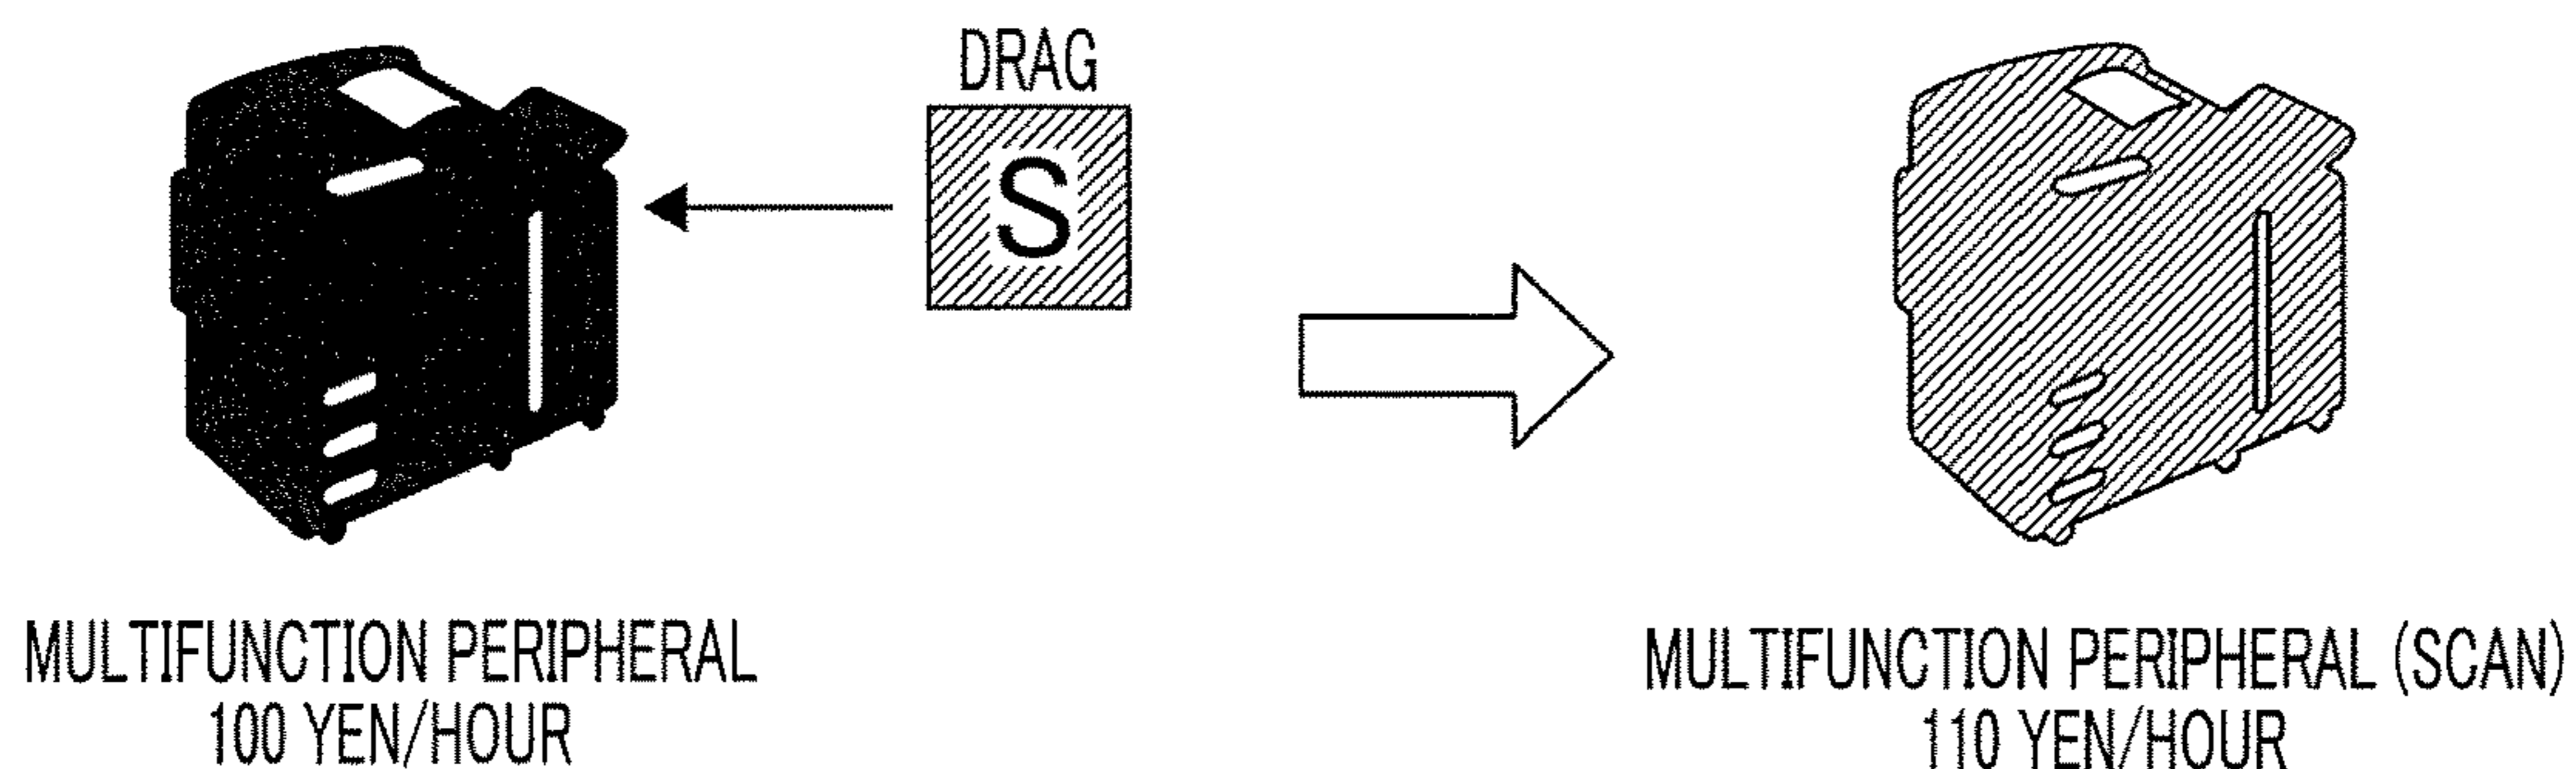 DRAG
S
MULTIFUNCTION PERIPHERAL
100 YEN/HOUR
MULTIFUNCTION PERIPHERAL (SCAN)
110 YEN/HOUR